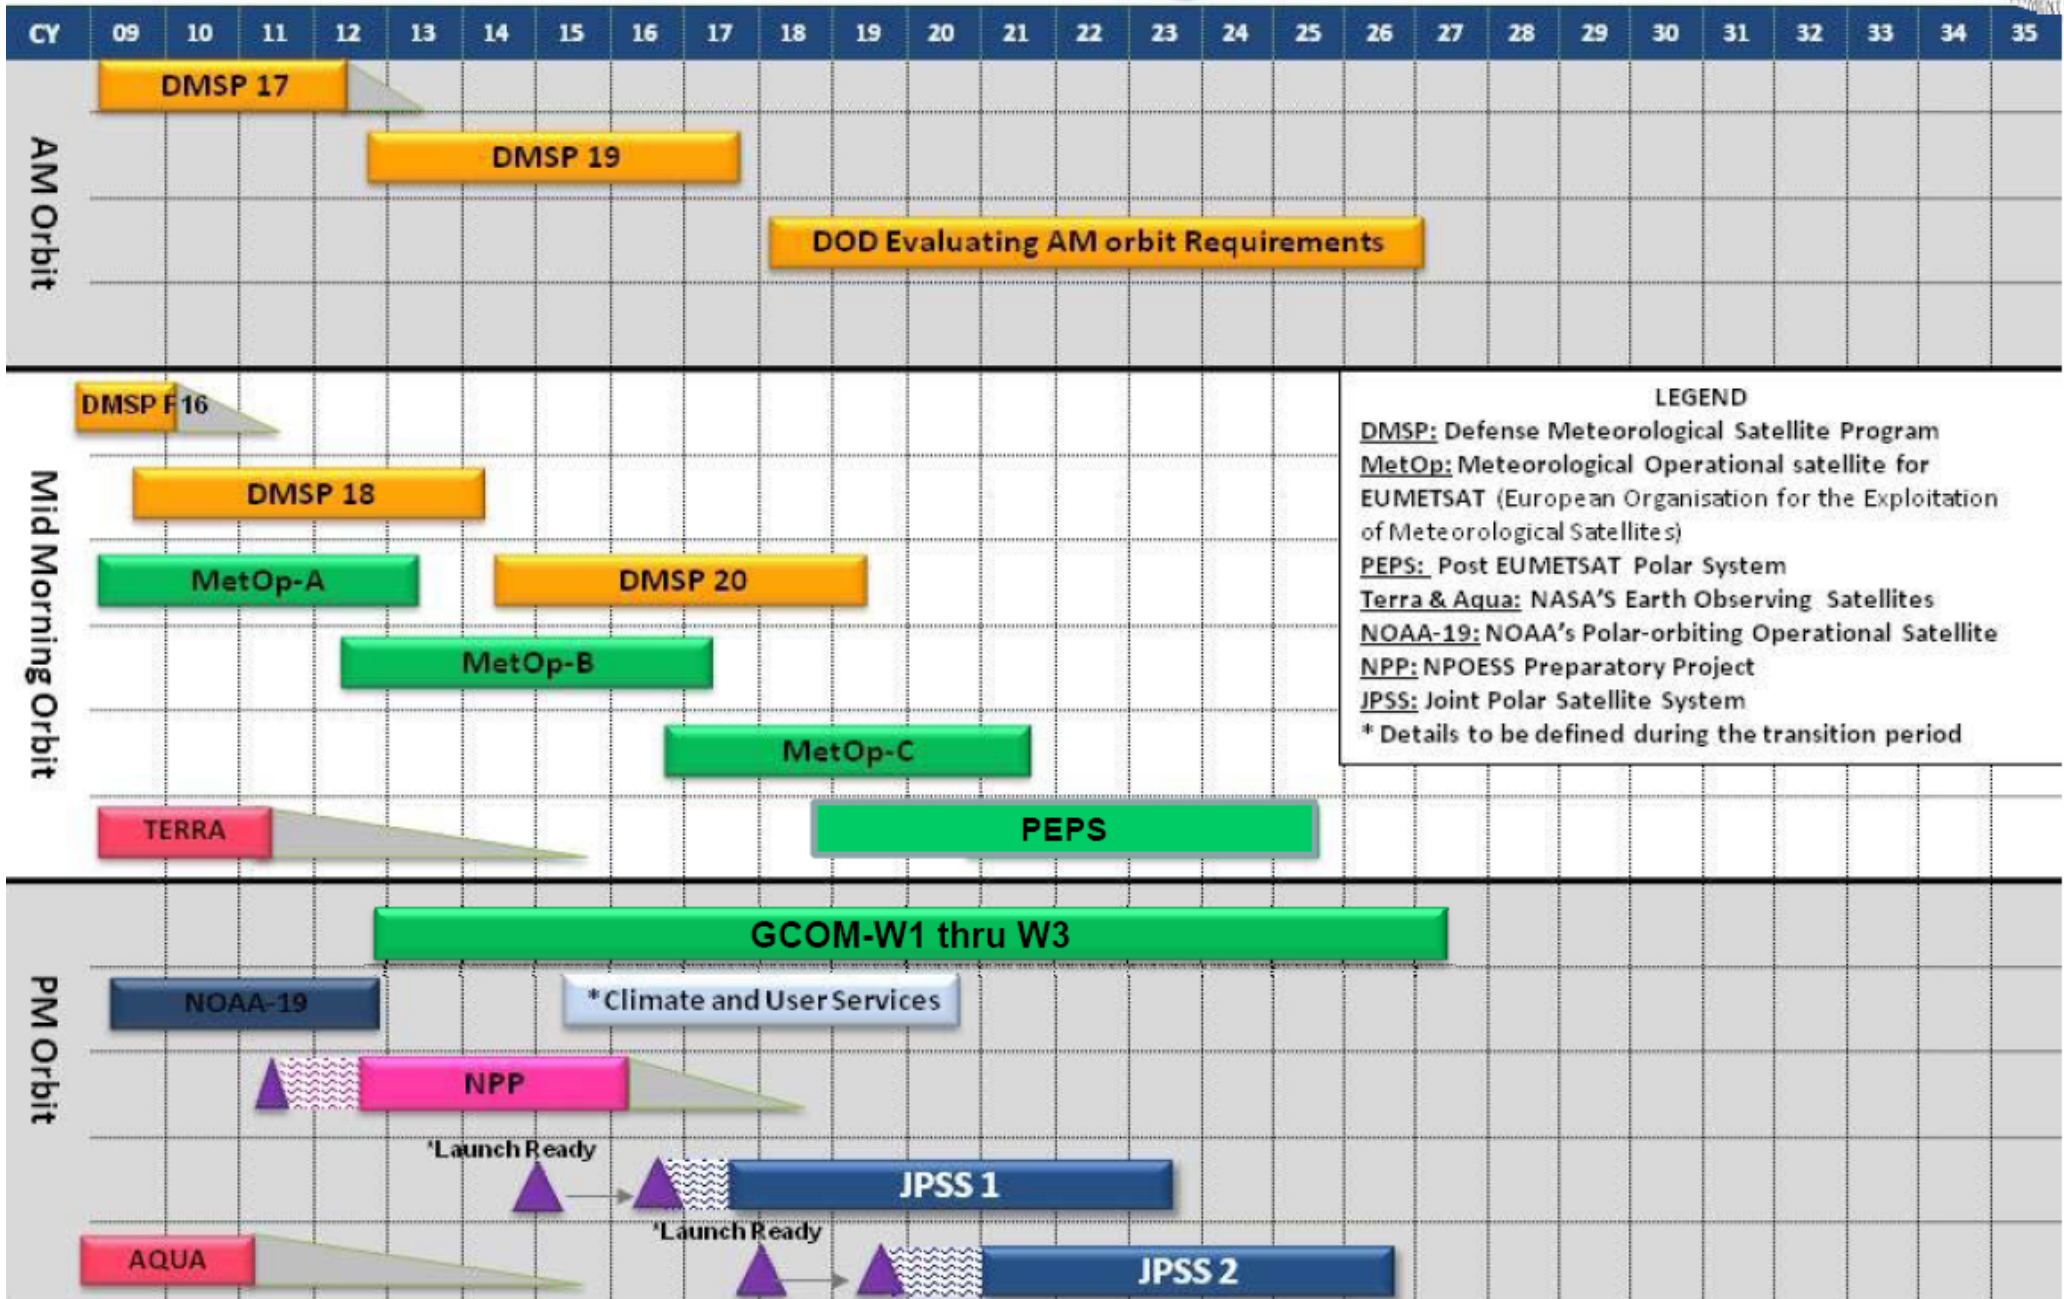 CY 09 10 11 12 13 14 15 16 17 18 19 20 21 22 23 24 25 26 27 28 29 30 31 32 33 34 35
AM Orbit
DMSP 17
DMSP 19
DOD Evaluating AM orbit Requirements
Mid Morning Orbit
DMSP F16
DMSP 18
MetOp-A
DMSP 20
MetOp-B
MetOp-C
TERRA
PEPS
LEGEND
DMSP: Defense Meteorological Satellite Program
MetOp: Meteorological Operational satellite for
EUMETSAT (European Organisation for the Exploitation
of Meteorological Satellites)
PEPS: Post EUMETSAT Polar System
Terra & Aqua: NASA'S Earth Observing Satellites
NOAA-19: NOAA's Polar-orbiting Operational Satellite
NPP: NPOESS Preparatory Project
JPSS: Joint Polar Satellite System
* Details to be defined during the transition period
PM Orbit
GCOM-W1 thru W3
NOAA-19
*Climate and User Services
NPP
*Launch Ready
JPSS 1
*Launch Ready
AQUA
JPSS 2